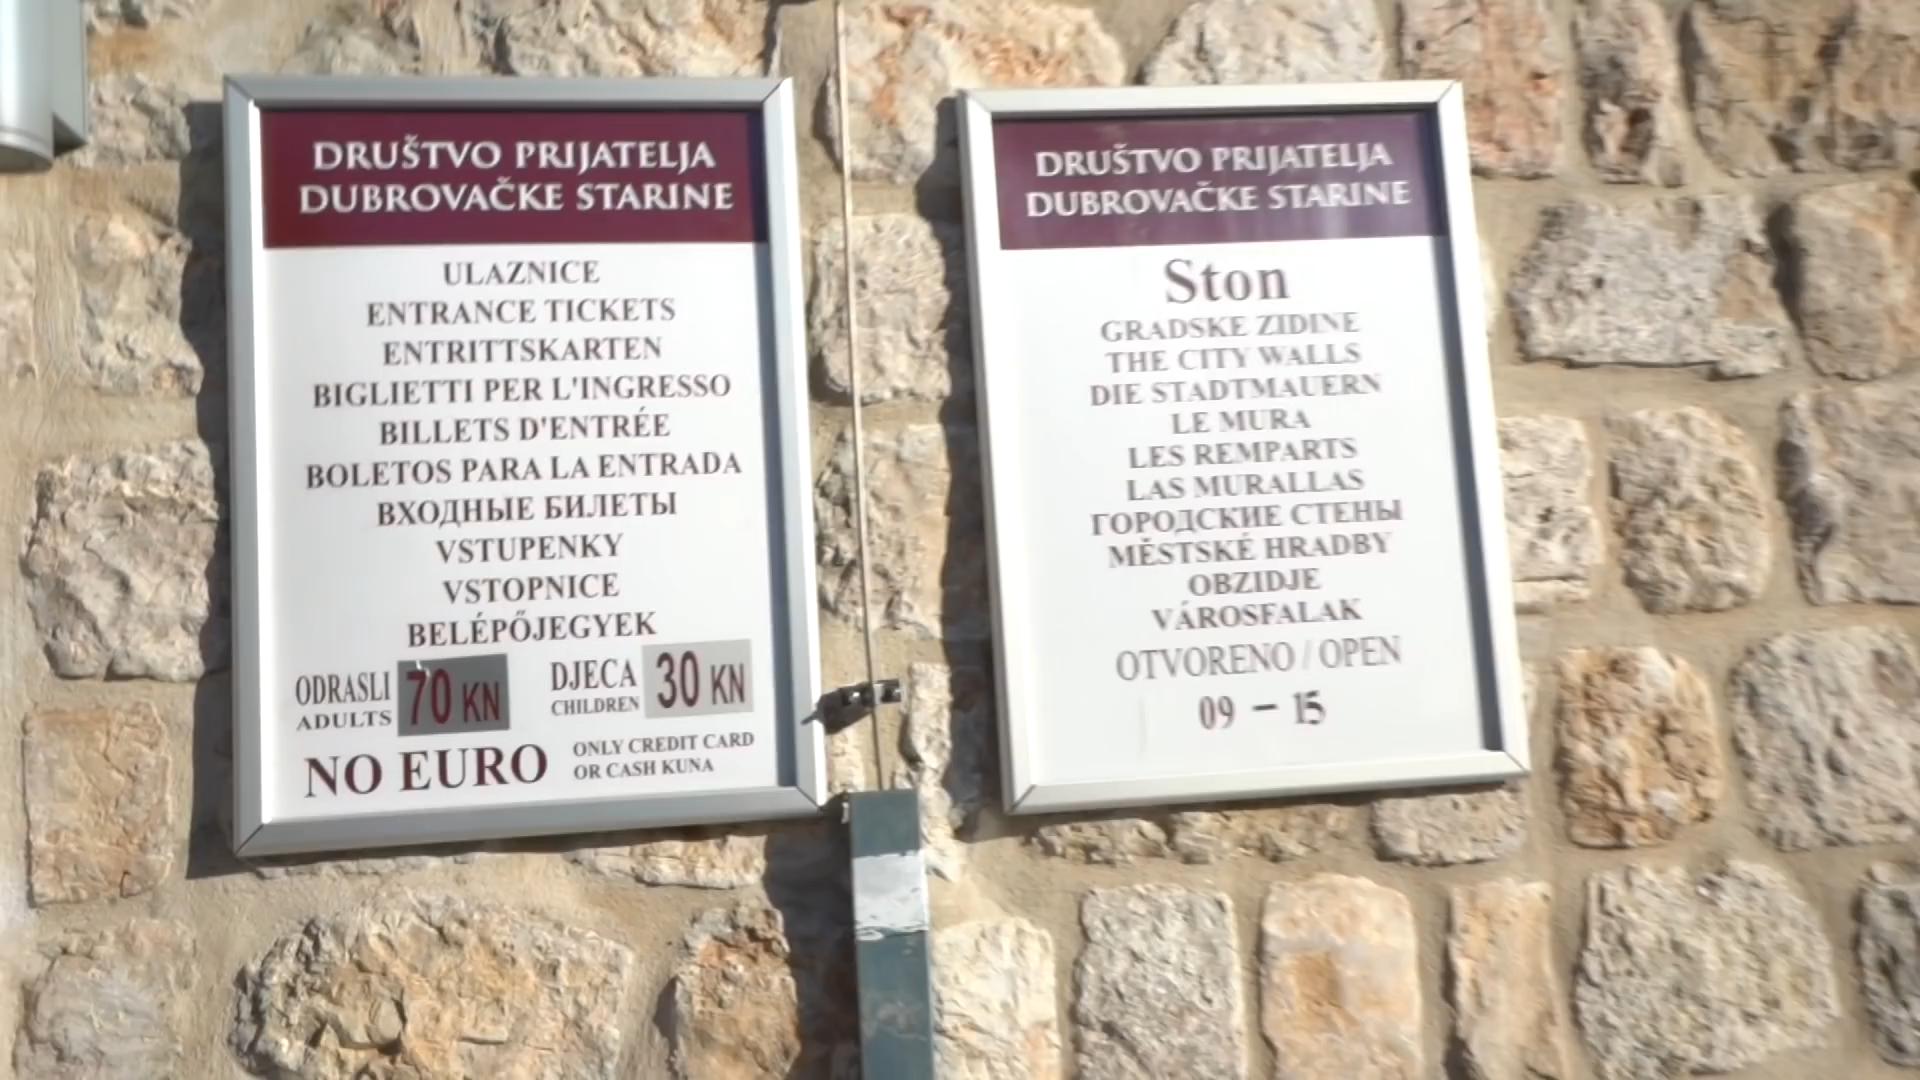 DRUŠTVO PRIJATELJA
DUBROVAČKE STARINE
ULAZNICE
ENTRANCE TICKETS
ENTRITTSKARTEN
BIGLIETTI PER L'INGRESSO
BILLETS D'ENTRÉE
BOLETOS PARA LA ENTRADA
ВХОДНЫЕ БИЛЕТЫ
VSTUPENKY
VSTOPNICE
BELÉPŐJEGYEK
ODRASLI 70 KN DJECA 30 KN
ADULTS CHILDREN
NO EURO ONLY CREDIT CARD
OR CASH KUNA
DRUŠTVO PRIJATELJA
DUBROVAČKE STARINE
Ston
GRADSKE ZIDINE
THE CITY WALLS
DIE STADTMAUERN
LE MURA
LES REMPARTS
LAS MURALLAS
ГОРОДСКИЕ СТЕНЫ
MĚSTSKÉ HRADBY
OBZIDJE
VÁROSFALAK
OTVORENO / OPEN
09 – 15